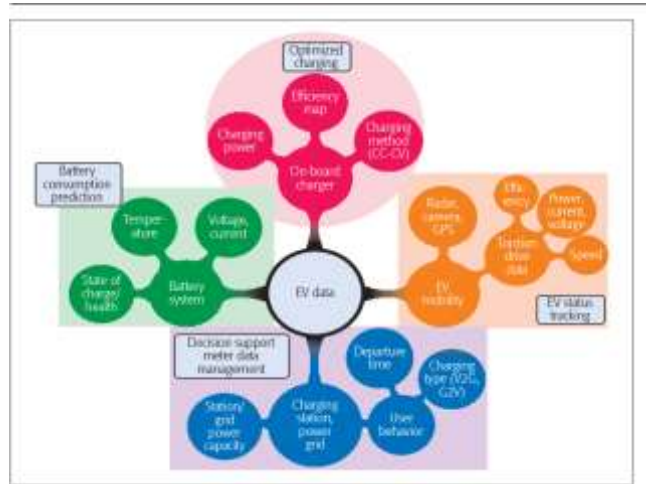 Optimized
charging
Efficiency
map
Charging
power
Charging
method
(CC-CV)
On-board
charger
Battery
consumption
prediction
Temper-
ature
Voltage,
current
State of
charge/
health
Battery
system
EV data
Radar,
camera,
GPS
Effici-
ency
Power,
current,
voltage
Traction
drive
data
Speed
EV
mobility
EV status
tracking
Decision support
meter data
management
Departure
time
Charging
type (V2G,
G2V)
Station/
grid
power
capacity
Charging
station,
power
grid
User
behavior